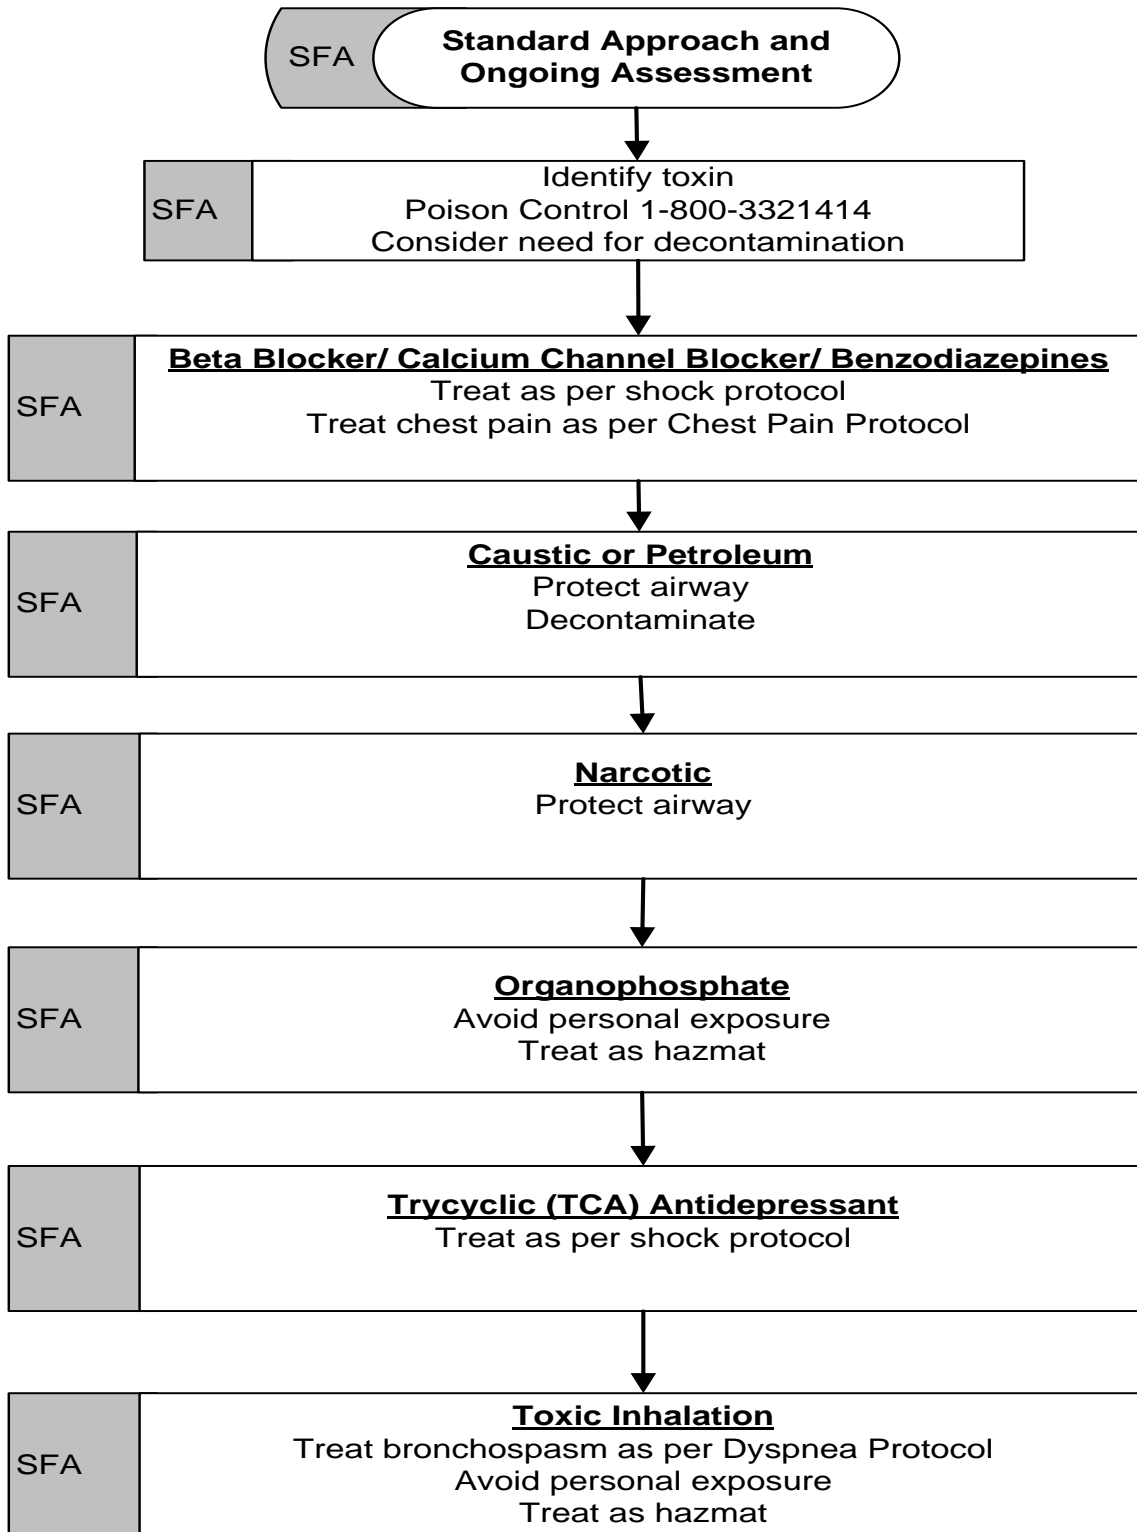 SFA
Standard Approach and
Ongoing Assessment
SFA
Identify toxin
Poison Control 1-800-3321414
Consider need for decontamination
SFA
Beta Blocker/ Calcium Channel Blocker/ Benzodiazepines
Treat as per shock protocol
Treat chest pain as per Chest Pain Protocol
SFA
Caustic or Petroleum
Protect airway
Decontaminate
SFA
Narcotic
Protect airway
SFA
Organophosphate
Avoid personal exposure
Treat as hazmat
SFA
Trycyclic (TCA) Antidepressant
Treat as per shock protocol
SFA
Toxic Inhalation
Treat bronchospasm as per Dyspnea Protocol
Avoid personal exposure
Treat as hazmat